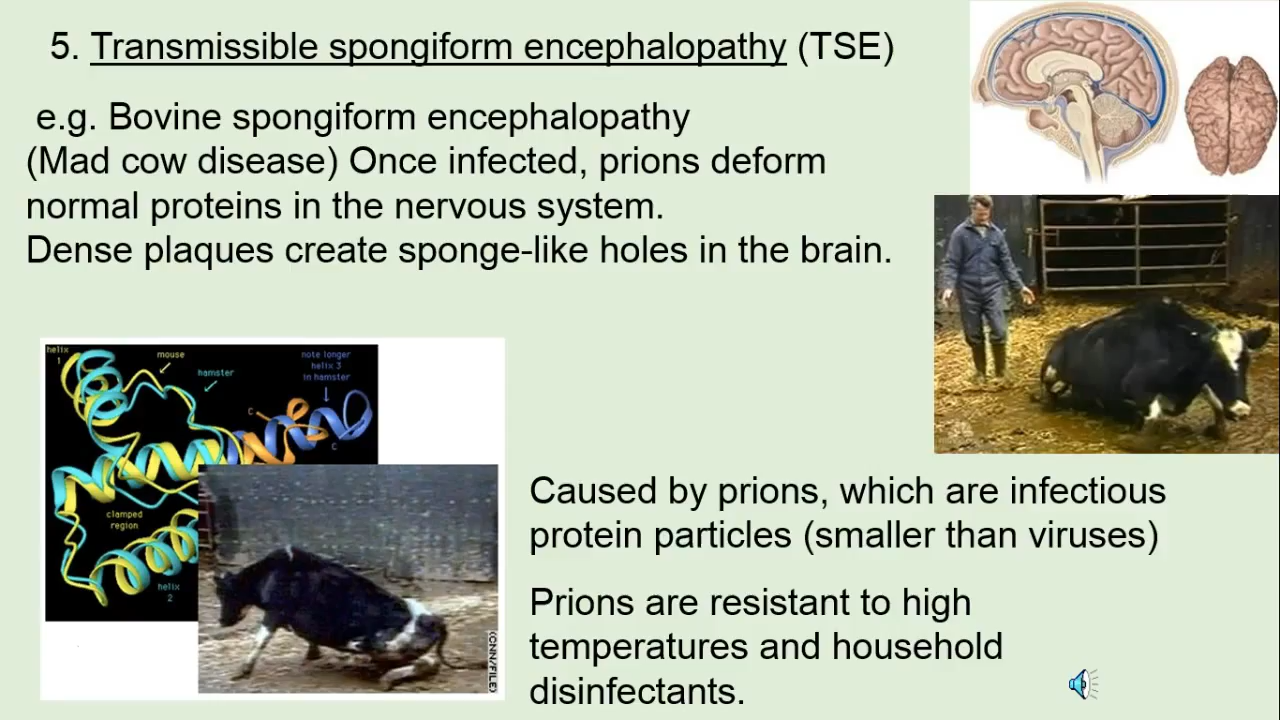 5. Transmissible spongiform encephalopathy (TSE)
e.g. Bovine spongiform encephalopathy
(Mad cow disease) Once infected, prions deform
normal proteins in the nervous system.
Dense plaques create sponge-like holes in the brain.
helix
1
mouse
hamster
note longer
helix 3
in hamster
C
C
clamped
region
helix
2
(CNN/FILE)
Caused by prions, which are infectious
protein particles (smaller than viruses)
Prions are resistant to high
temperatures and household
disinfectants.